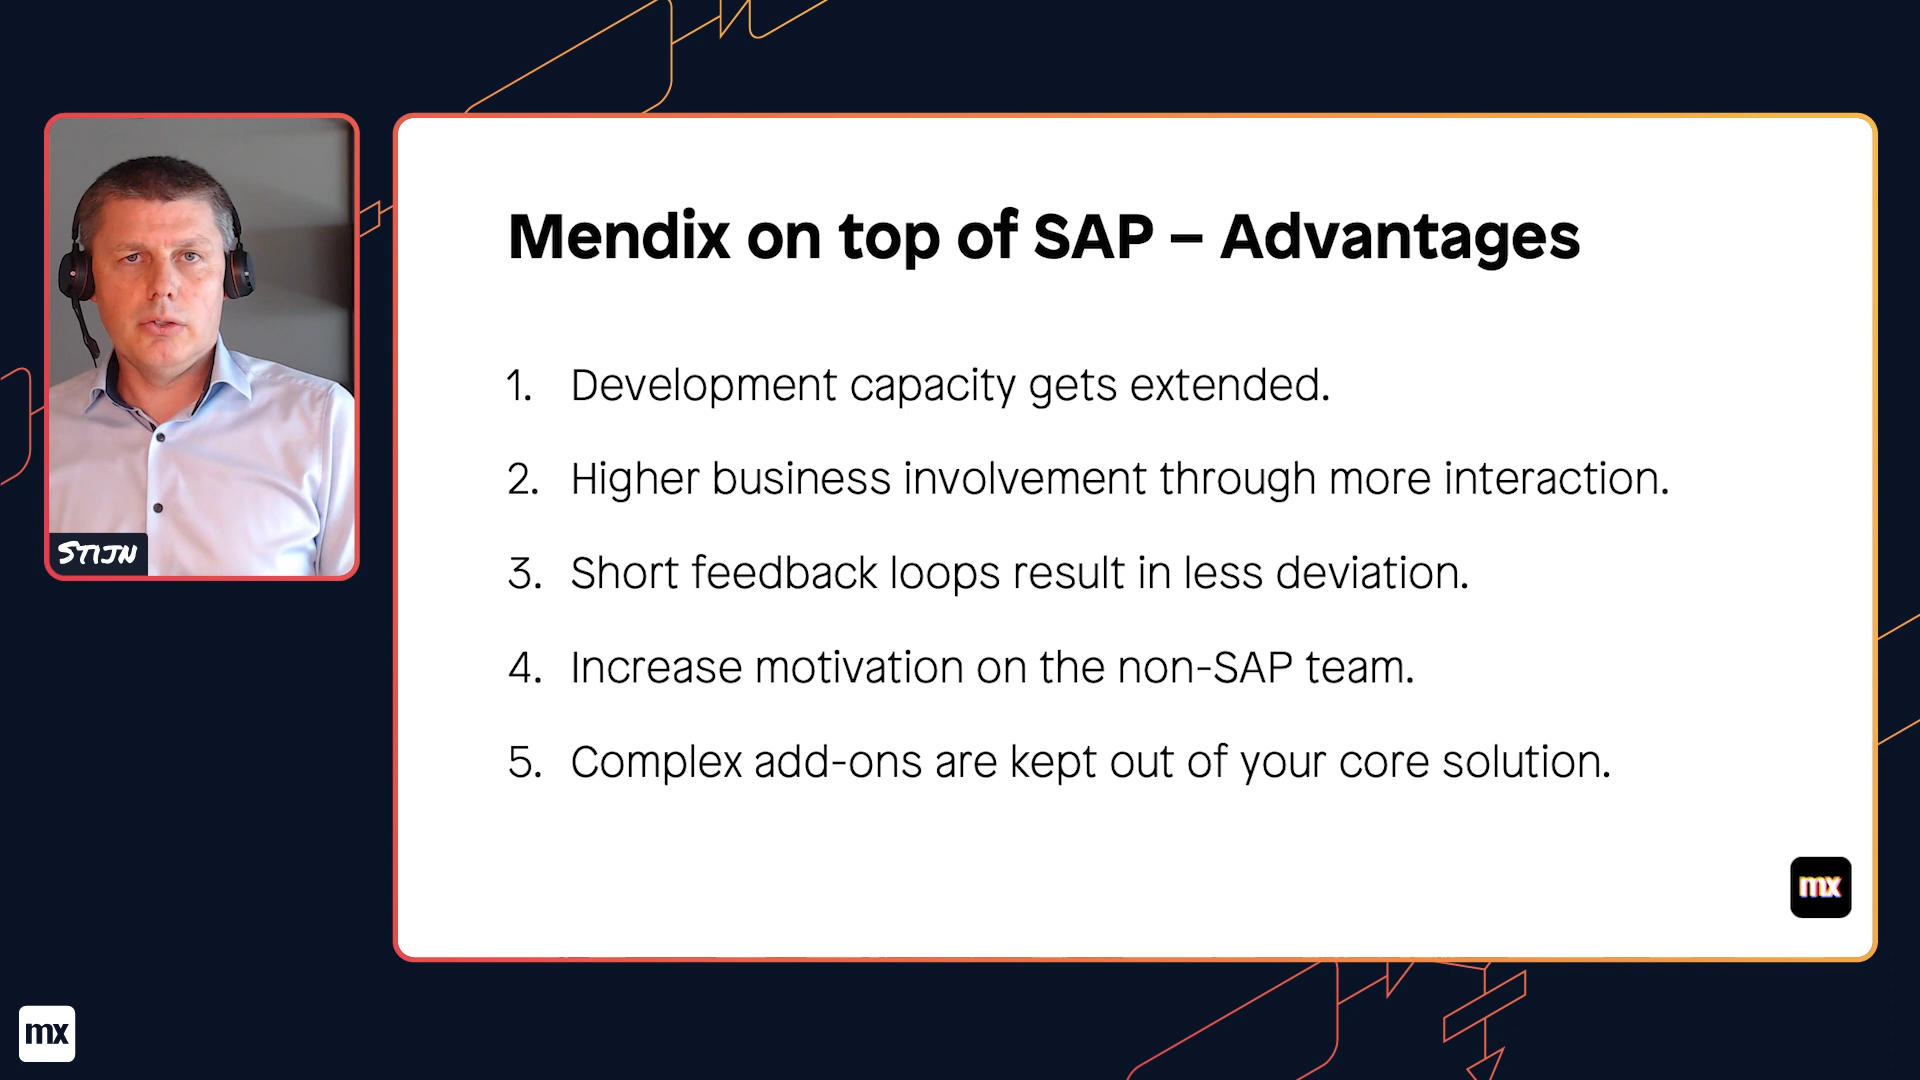 Mendix on top of SAP – Advantages
1. Development capacity gets extended.
2. Higher business involvement through more interaction.
3. Short feedback loops result in less deviation.
4. Increase motivation on the non-SAP team.
5. Complex add-ons are kept out of your core solution.
STIJN
mx
mx